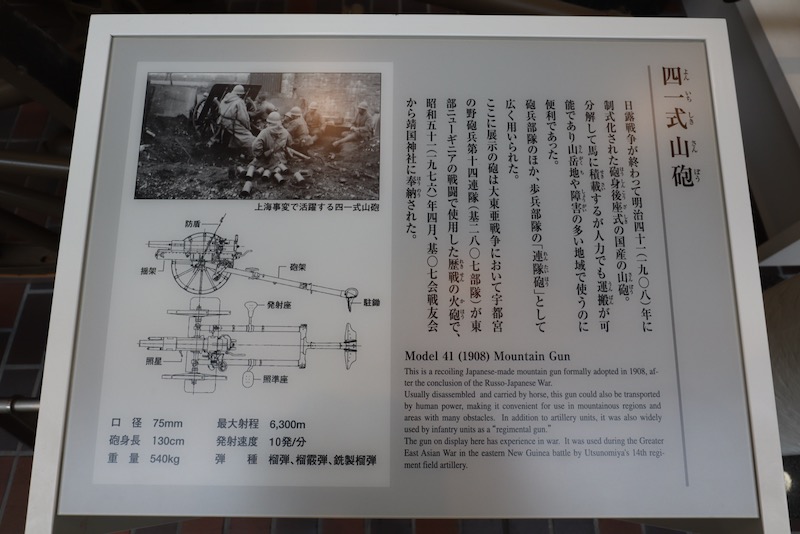 四一式山砲
よんいちしきさんぽう
日露戦争が終わって明治四十一（一九〇八）年に
制式化された砲身後座式の国産の山砲。
分解して馬に積載するが人力でも運搬が可
能であり山岳地や障害の多い地域で使うのに
便利であった。
砲兵部隊のほか、歩兵部隊の「連隊砲」として
広く用いられた。
ここに展示の砲は大東亜戦争において宇都宮
の野砲兵第十四連隊（基二八〇七部隊）が東
部ニューギニアの戦闘で使用した歴戦の火砲で、
昭和五十一（一九七六）年四月、基〇七会戦友会
から靖国神社に奉納された。
上海事変で活躍する四一式山砲
防盾
揺架
砲架
駐鋤
発射座
照星
照準座
口 径 75mm 最大射程 6,300m
砲身長 130cm 発射速度 10発/分
重 量 540kg 弾 種 榴弾、榴霰弾、銑製榴弾
Model 41 (1908) Mountain Gun
This is a recoiling Japanese-made mountain gun formally adopted in 1908, af-
ter the conclusion of the Russo-Japanese War.
Usually disassembled and carried by horse, this gun could also be transported
by human power, making it convenient for use in mountainous regions and
areas with many obstacles. In addition to artillery units, it was also widely
used by infantry units as a "regimental gun."
The gun on display here has experience in war. It was used during the Greater
East Asian War in the eastern New Guinea battle by Utsunomiya's 14th regi-
ment field artillery.